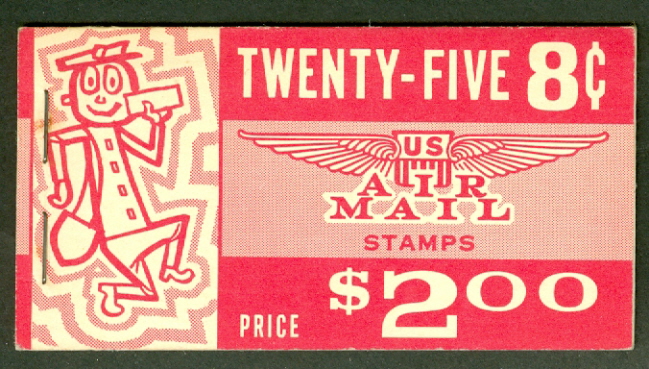 TWENTY-FIVE 8¢
US
AIR
MAIL
STAMPS
PRICE $2.00